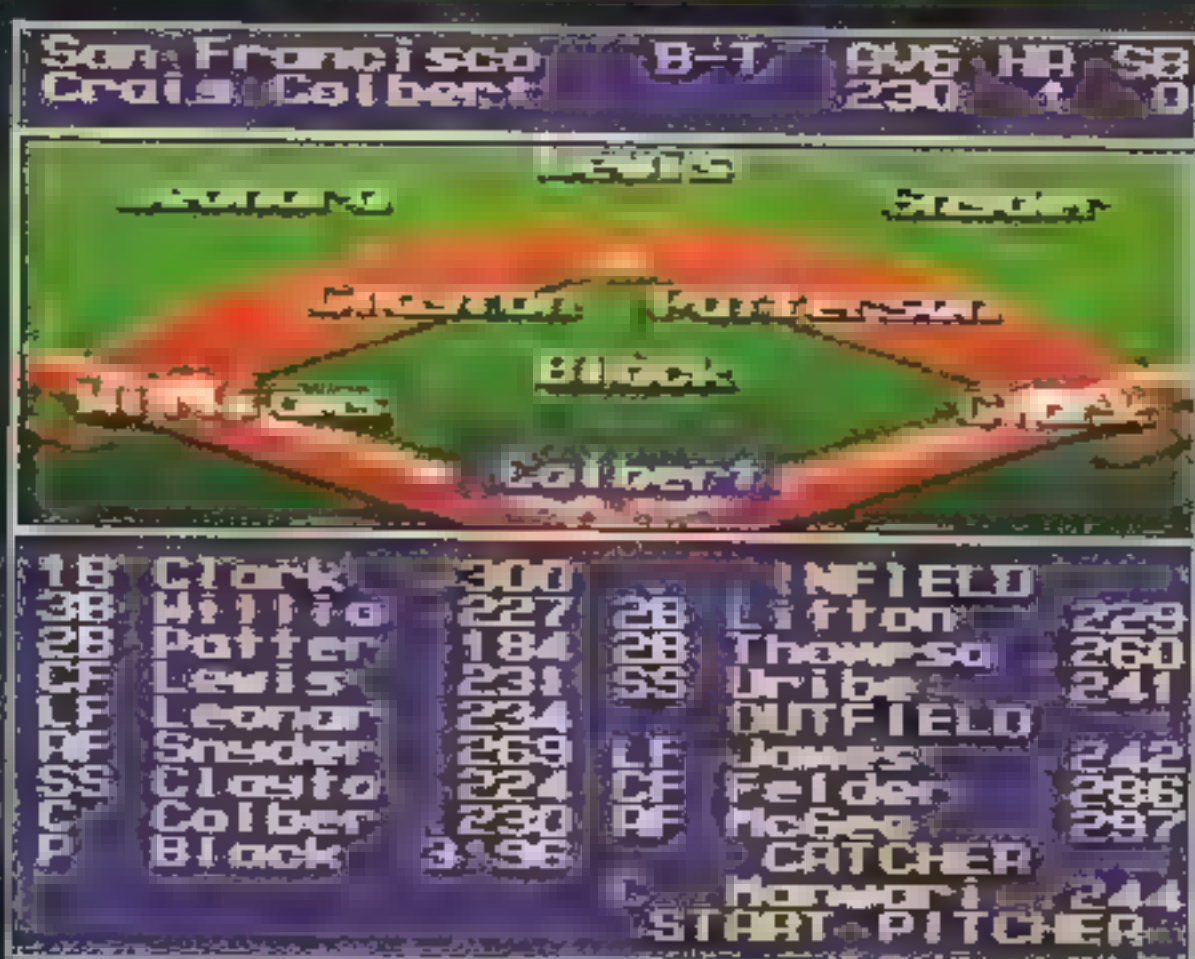 San Francisco B-T AVG HR SB
Craig Colbert 230 4 0
Lewis
Snyder
Clayton
Black
Colbert
1B Clark 300 INFIELD
3B Willia 227 2B Litton 229
2B Patter 184 2B Thompso 260
CF Lewis 231 SS Uribe 241
LF Leonar 234 OUTFIELD
RF Snyder 269 LF James 242
SS Clayto 224 CF Felder 286
C Colber 230 RF McGee 297
P Black 3.96 CATCHER
C Manwari 244
START PITCHER